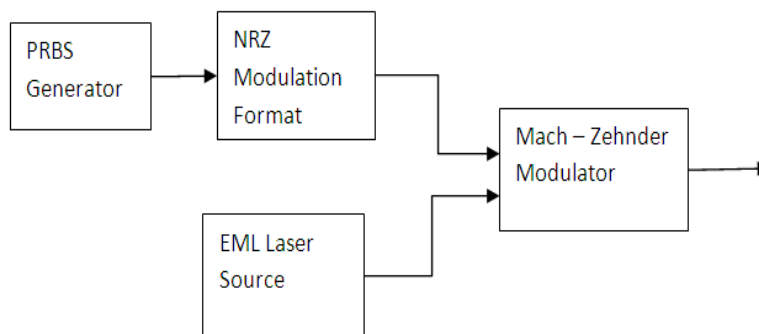 PRBS
Generator
NRZ
Modulation
Format
Mach – Zehnder
Modulator
EML Laser
Source